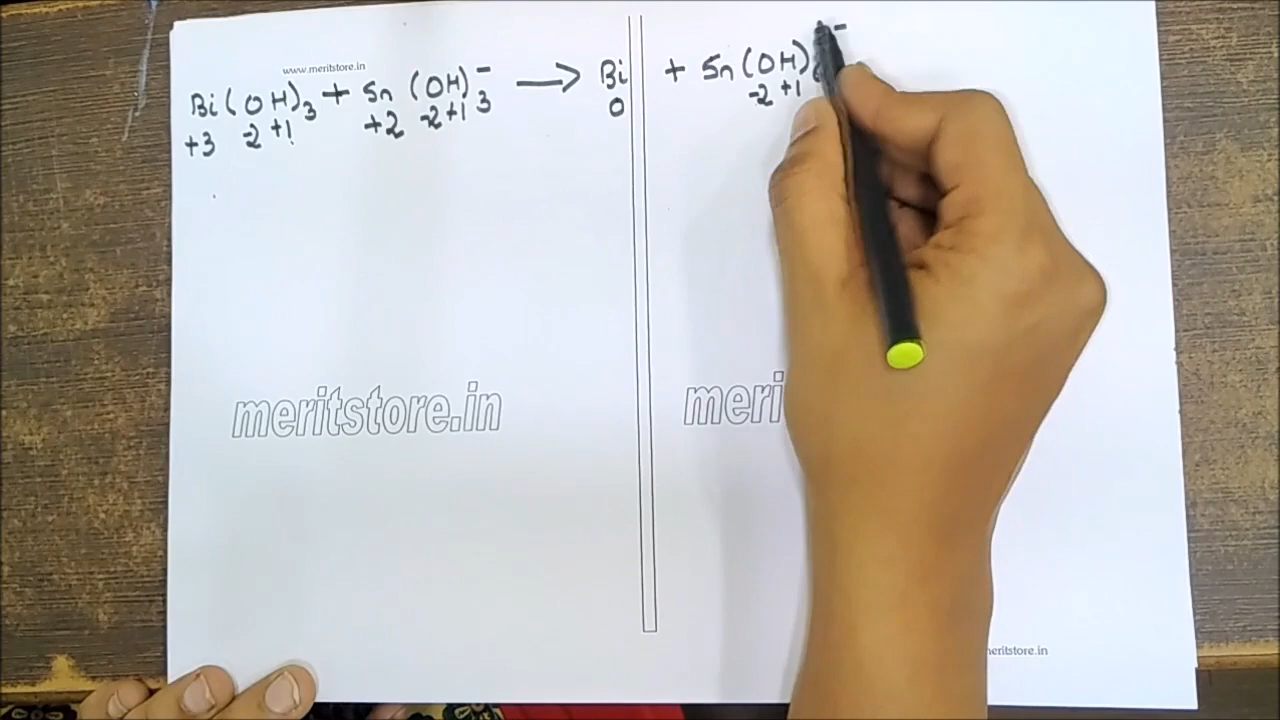 www.meritstore.in
Bi(OH)3 + Sn(OH)3 - → Bi + Sn(OH) -
+3 -2 +1 +2 -2 +1 0 -2 +1
meritstore.in meri
meritstore.in